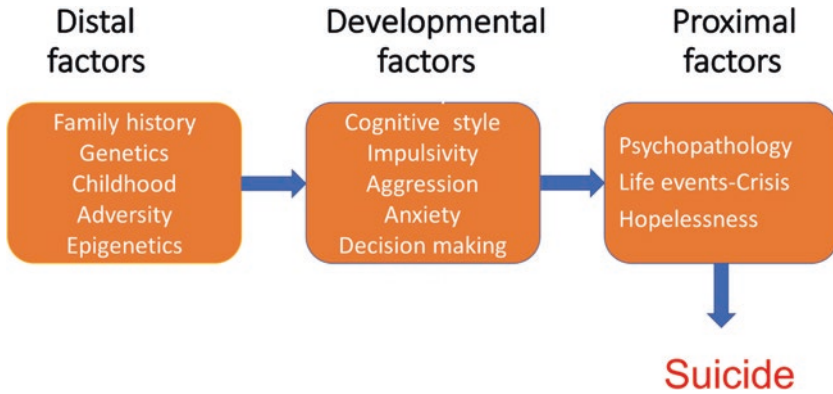 Distal
factors
Developmental
factors
Proximal
factors
Family history
Genetics
Childhood
Adversity
Epigenetics
Cognitive style
Impulsivity
Aggression
Anxiety
Decision making
Psychopathology
Life events-Crisis
Hopelessness
Suicide